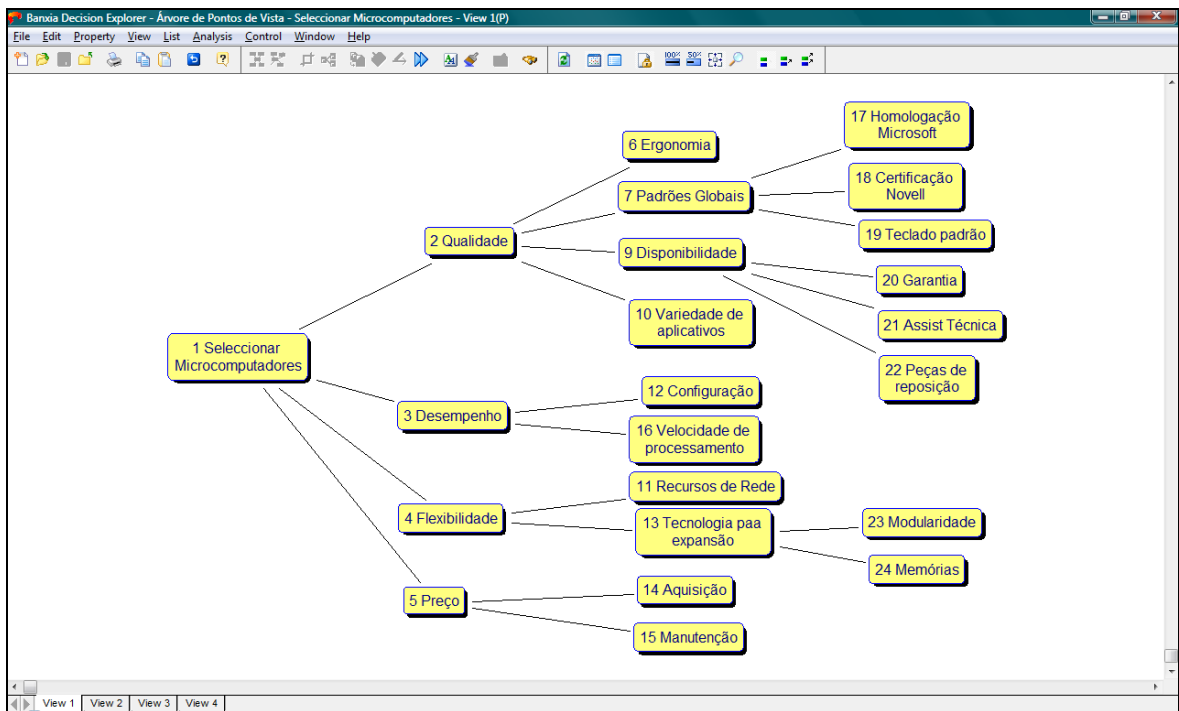 Banxia Decision Explorer - Árvore de Pontos de Vista - Seleccionar Microcomputadores - View 1(P)
File Edit Property View List Analysis Control Window Help
100% 50%
1 Seleccionar
Microcomputadores
2 Qualidade
3 Desempenho
4 Flexibilidade
5 Preço
6 Ergonomia
7 Padrões Globais
9 Disponibilidade
10 Variedade de
aplicativos
12 Configuração
16 Velocidade de
processamento
11 Recursos de Rede
13 Tecnologia paa
expansão
14 Aquisição
15 Manutenção
17 Homologação
Microsoft
18 Certificação
Novell
19 Teclado padrão
20 Garantia
21 Assist Técnica
22 Peças de
reposição
23 Modularidade
24 Memórias
View 1 View 2 View 3 View 4